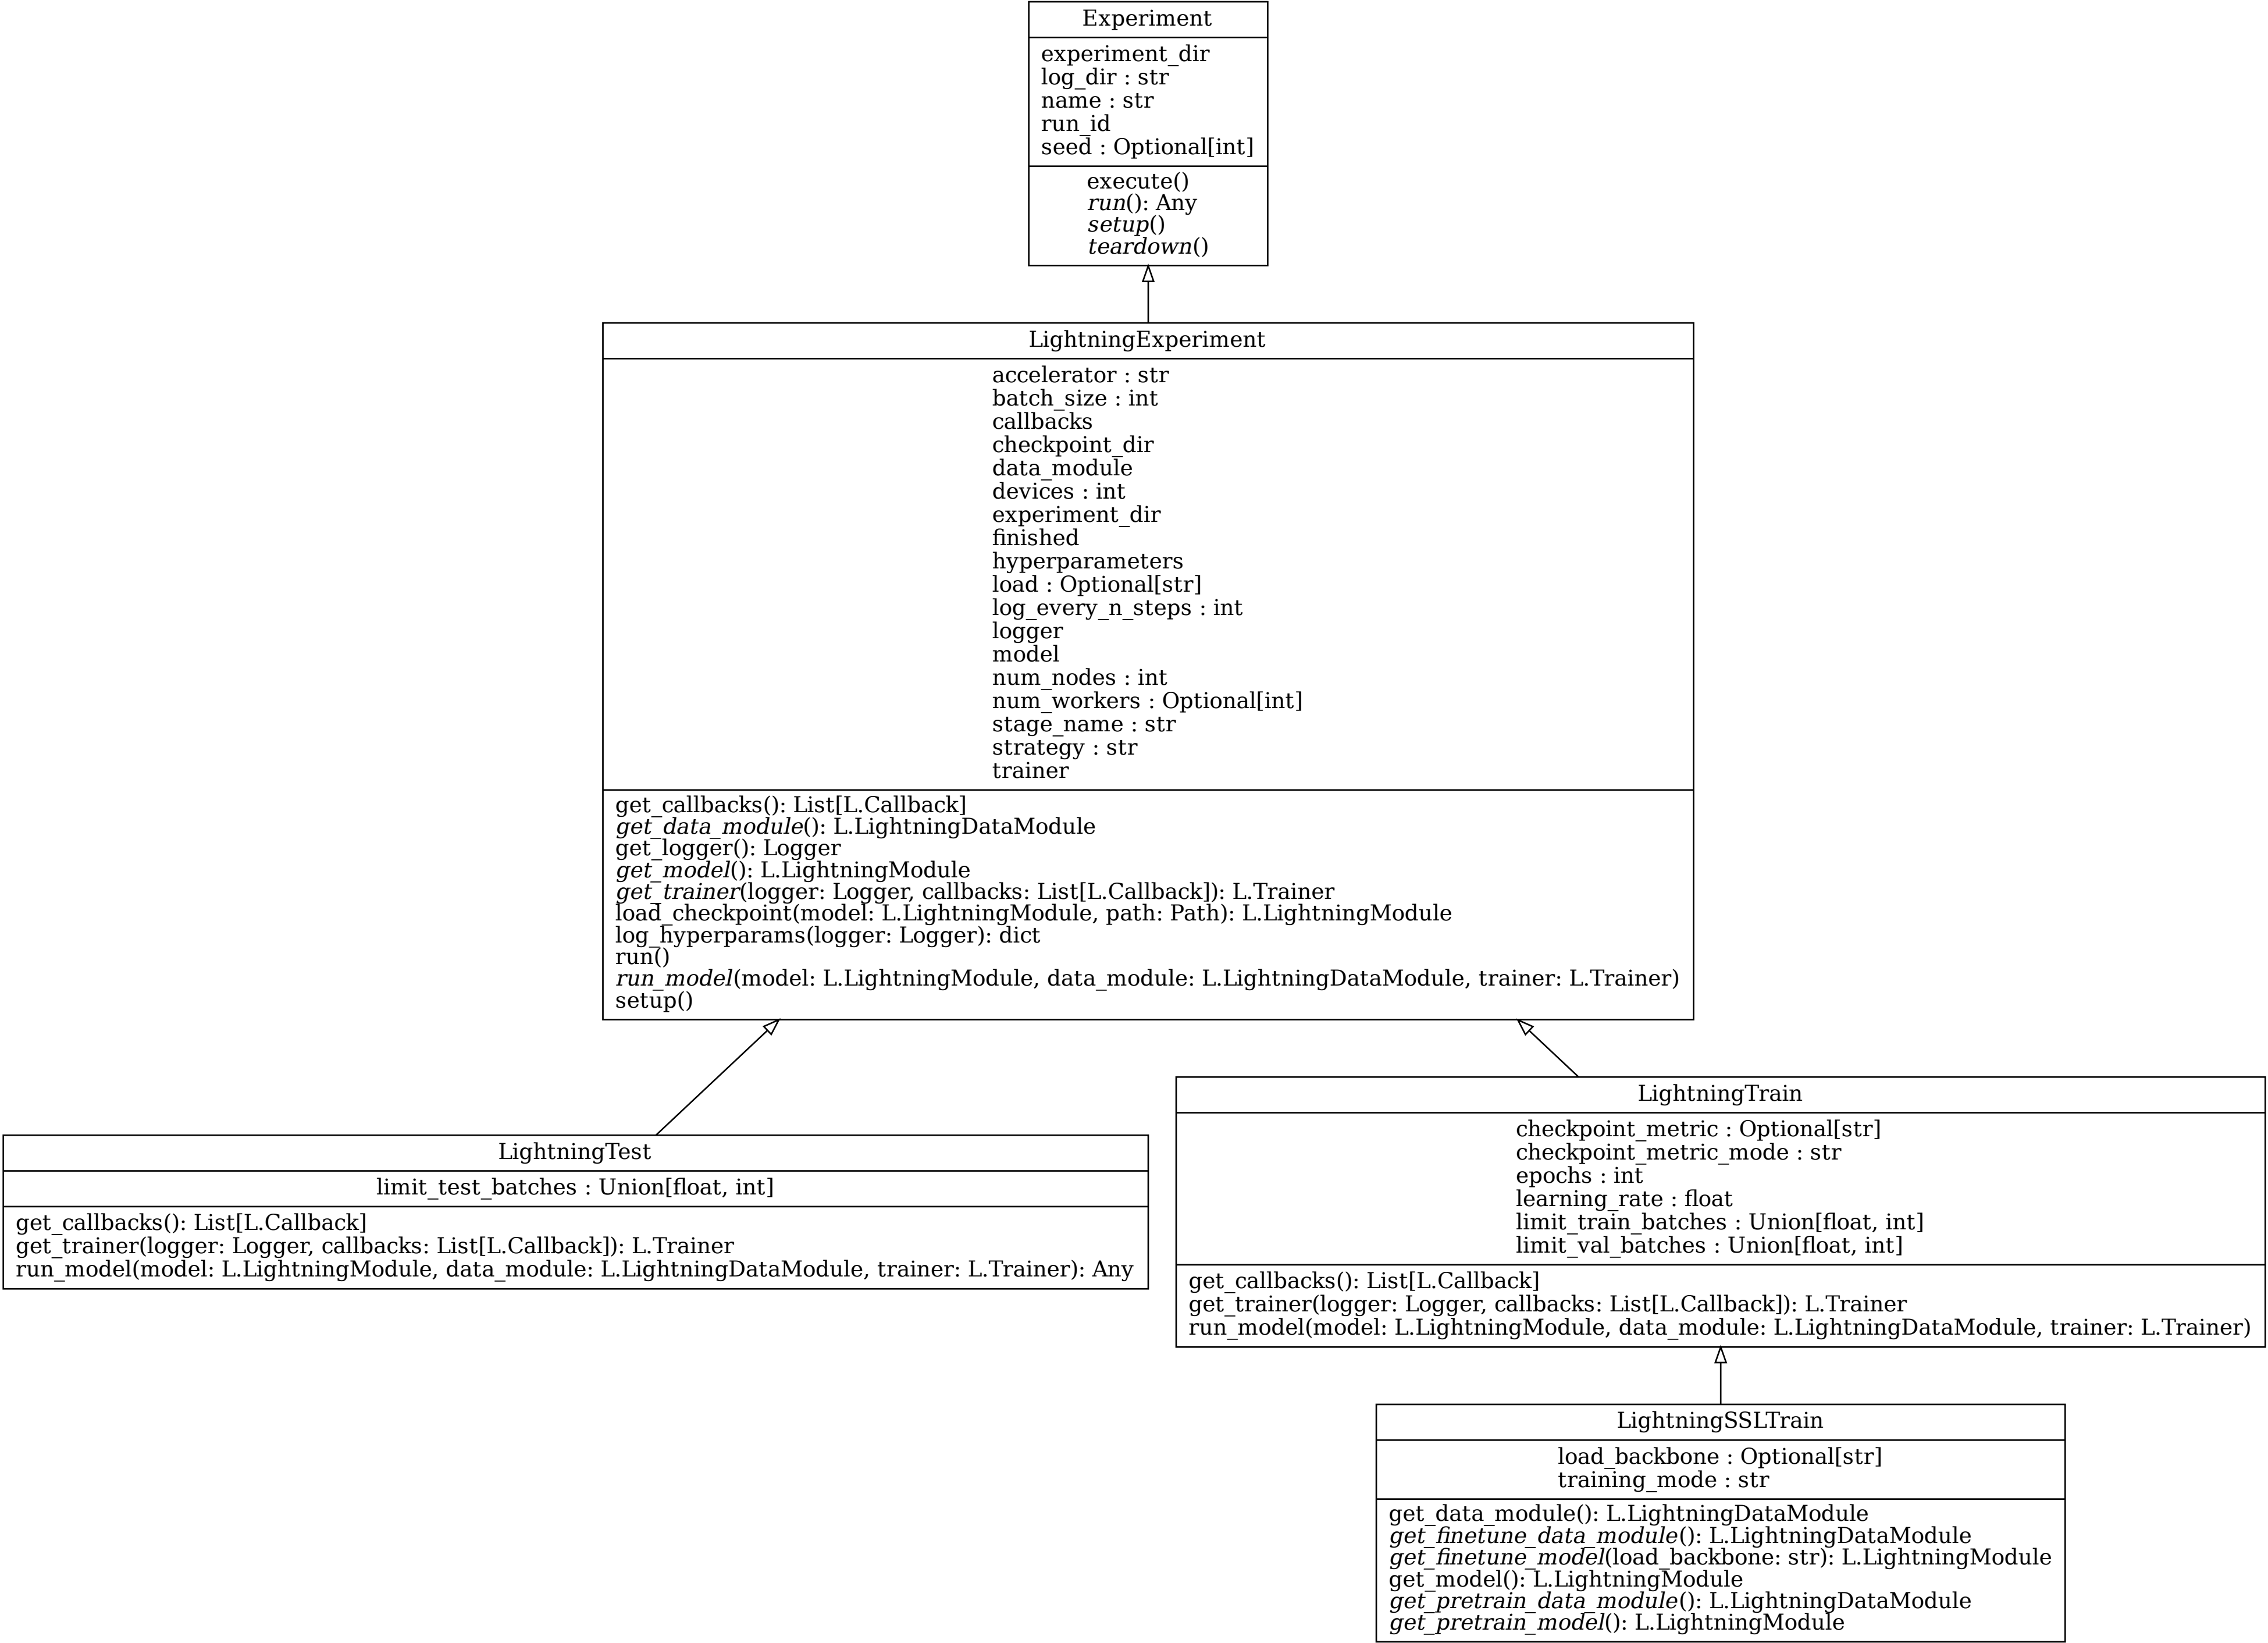 Experiment
experiment_dir
log_dir : str
name : str
run_id
seed : Optional[int]
execute()
run(): Any
setup()
teardown()
LightningExperiment
accelerator : str
batch_size : int
callbacks
checkpoint_dir
data_module
devices : int
experiment_dir
finished
hyperparameters
load : Optional[str]
log_every_n_steps : int
logger
model
num_nodes : int
num_workers : Optional[int]
stage_name : str
strategy : str
trainer
get_callbacks(): List[L.Callback]
get_data_module(): L.LightningDataModule
get_logger(): Logger
get_model(): L.LightningModule
get_trainer(logger: Logger, callbacks: List[L.Callback]): L.Trainer
load_checkpoint(model: L.LightningModule, path: Path): L.LightningModule
log_hyperparams(logger: Logger): dict
run()
run_model(model: L.LightningModule, data_module: L.LightningDataModule, trainer: L.Trainer)
setup()
LightningTest
limit_test_batches : Union[float, int]
get_callbacks(): List[L.Callback]
get_trainer(logger: Logger, callbacks: List[L.Callback]): L.Trainer
run_model(model: L.LightningModule, data_module: L.LightningDataModule, trainer: L.Trainer): Any
LightningTrain
checkpoint_metric : Optional[str]
checkpoint_metric_mode : str
epochs : int
learning_rate : float
limit_train_batches : Union[float, int]
limit_val_batches : Union[float, int]
get_callbacks(): List[L.Callback]
get_trainer(logger: Logger, callbacks: List[L.Callback]): L.Trainer
run_model(model: L.LightningModule, data_module: L.LightningDataModule, trainer: L.Trainer)
LightningSSLTrain
load_backbone : Optional[str]
training_mode : str
get_data_module(): L.LightningDataModule
get_finetune_data_module(): L.LightningDataModule
get_finetune_model(load_backbone: str): L.LightningModule
get_model(): L.LightningModule
get_pretrain_data_module(): L.LightningDataModule
get_pretrain_model(): L.LightningModule